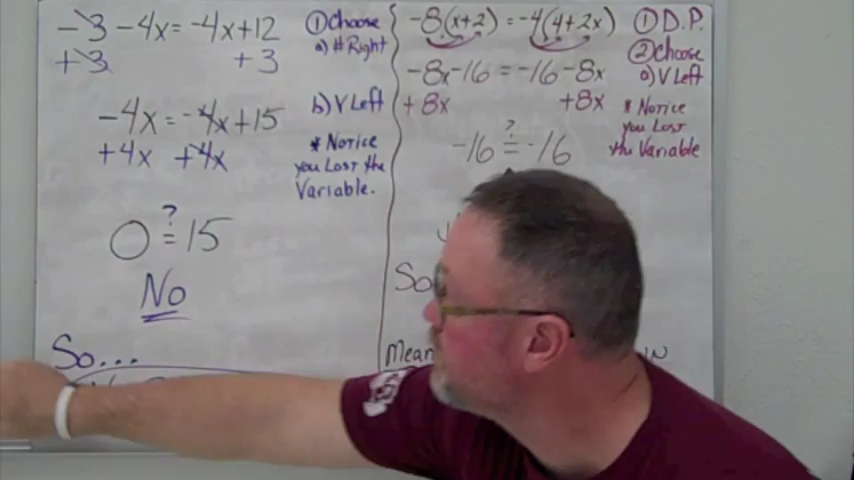 -3 - 4x = -4x + 12
+3 +3
① Choose
a) # Right
-4x = -4x + 15
+4x +4x
b) V Left
* Notice
you Lost the
Variable.
0 ≟ 15
No
So...
-8(x+2) = -4(4+2x)
-8x - 16 = -16 - 8x
+8x +8x
① D.P.
② Choose
a) V Left
* Notice
you Lost
the Variable
-16 ≟ -16
So
Mean